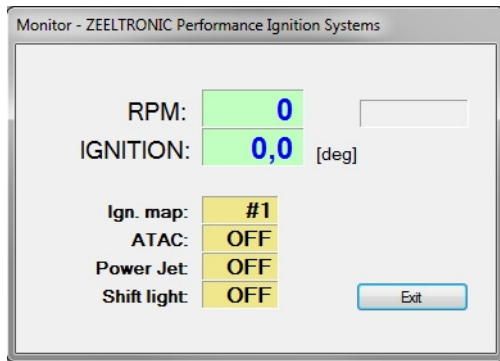 Monitor - ZEELTRONIC Performance Ignition Systems
RPM: 0
IGNITION: 0,0 [deg]
Ign. map: #1
ATAC: OFF
Power Jet: OFF
Shift light: OFF
Exit